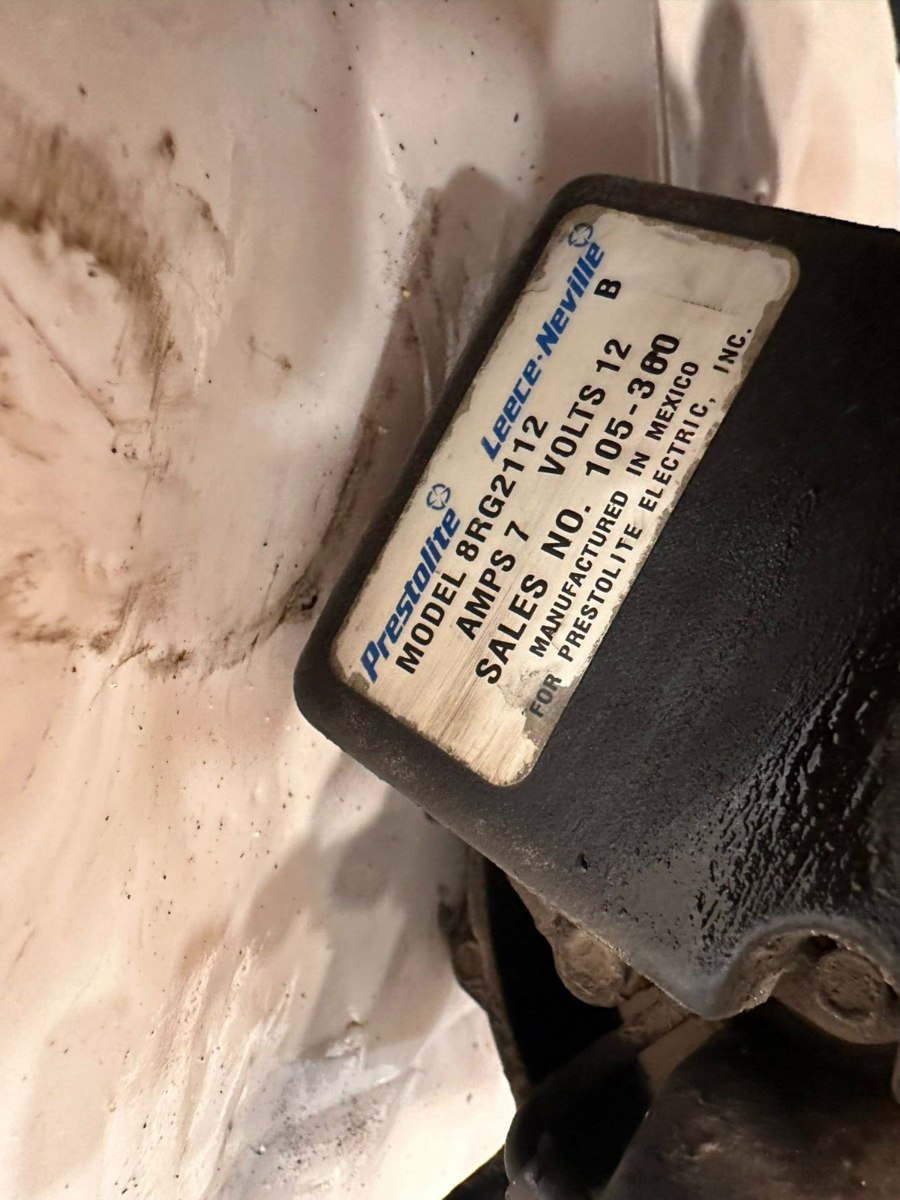 Prestolite Leece-Neville
MODEL 8RG2112 B
AMPS 7 VOLTS 12
SALES NO. 105-360
MANUFACTURED IN MEXICO
FOR PRESTOLITE ELECTRIC, INC.